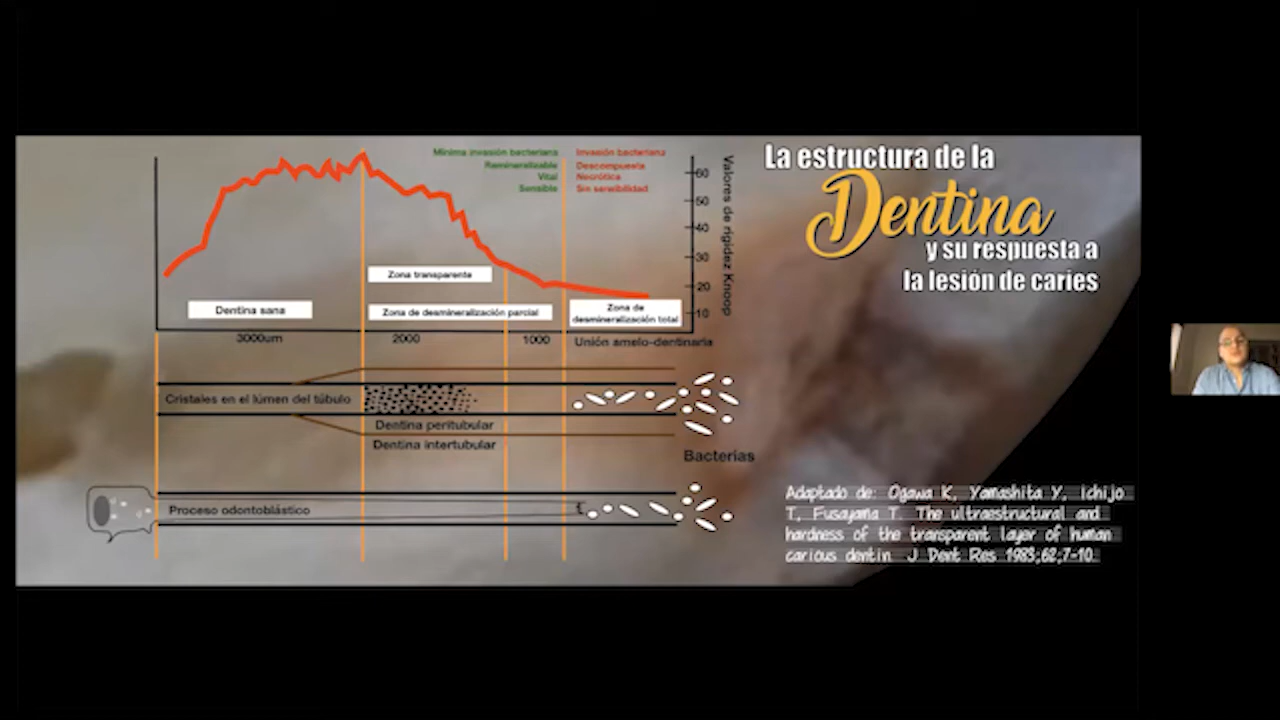 La estructura de la
Dentina
y su respuesta a
la lesión de caries
Mínima invasión bacteriana
Remineralizable
Vital
Sensible
Invasión bacteriana
Descompuesta
Necrótica
Sin sensibilidad
60
50
40
30
20
10
Valores de rigidez Knoop
Zona transparente
Dentina sana
Zona de desmineralización parcial
Zona de
desmineralización total
3000um
2000
1000
Unión amelo-dentinaria
Cristales en el lúmen del túbulo
Dentina peritubular
Dentina intertubular
Bacterias
Proceso odontoblástico
Adaptado de: Ogawa K, Yamashita Y, Ichijo
T, Fusayama T. The ultraestructural and
hardness of the transparent layer of human
carious dentin. J Dent Res 1983;62;7-10.